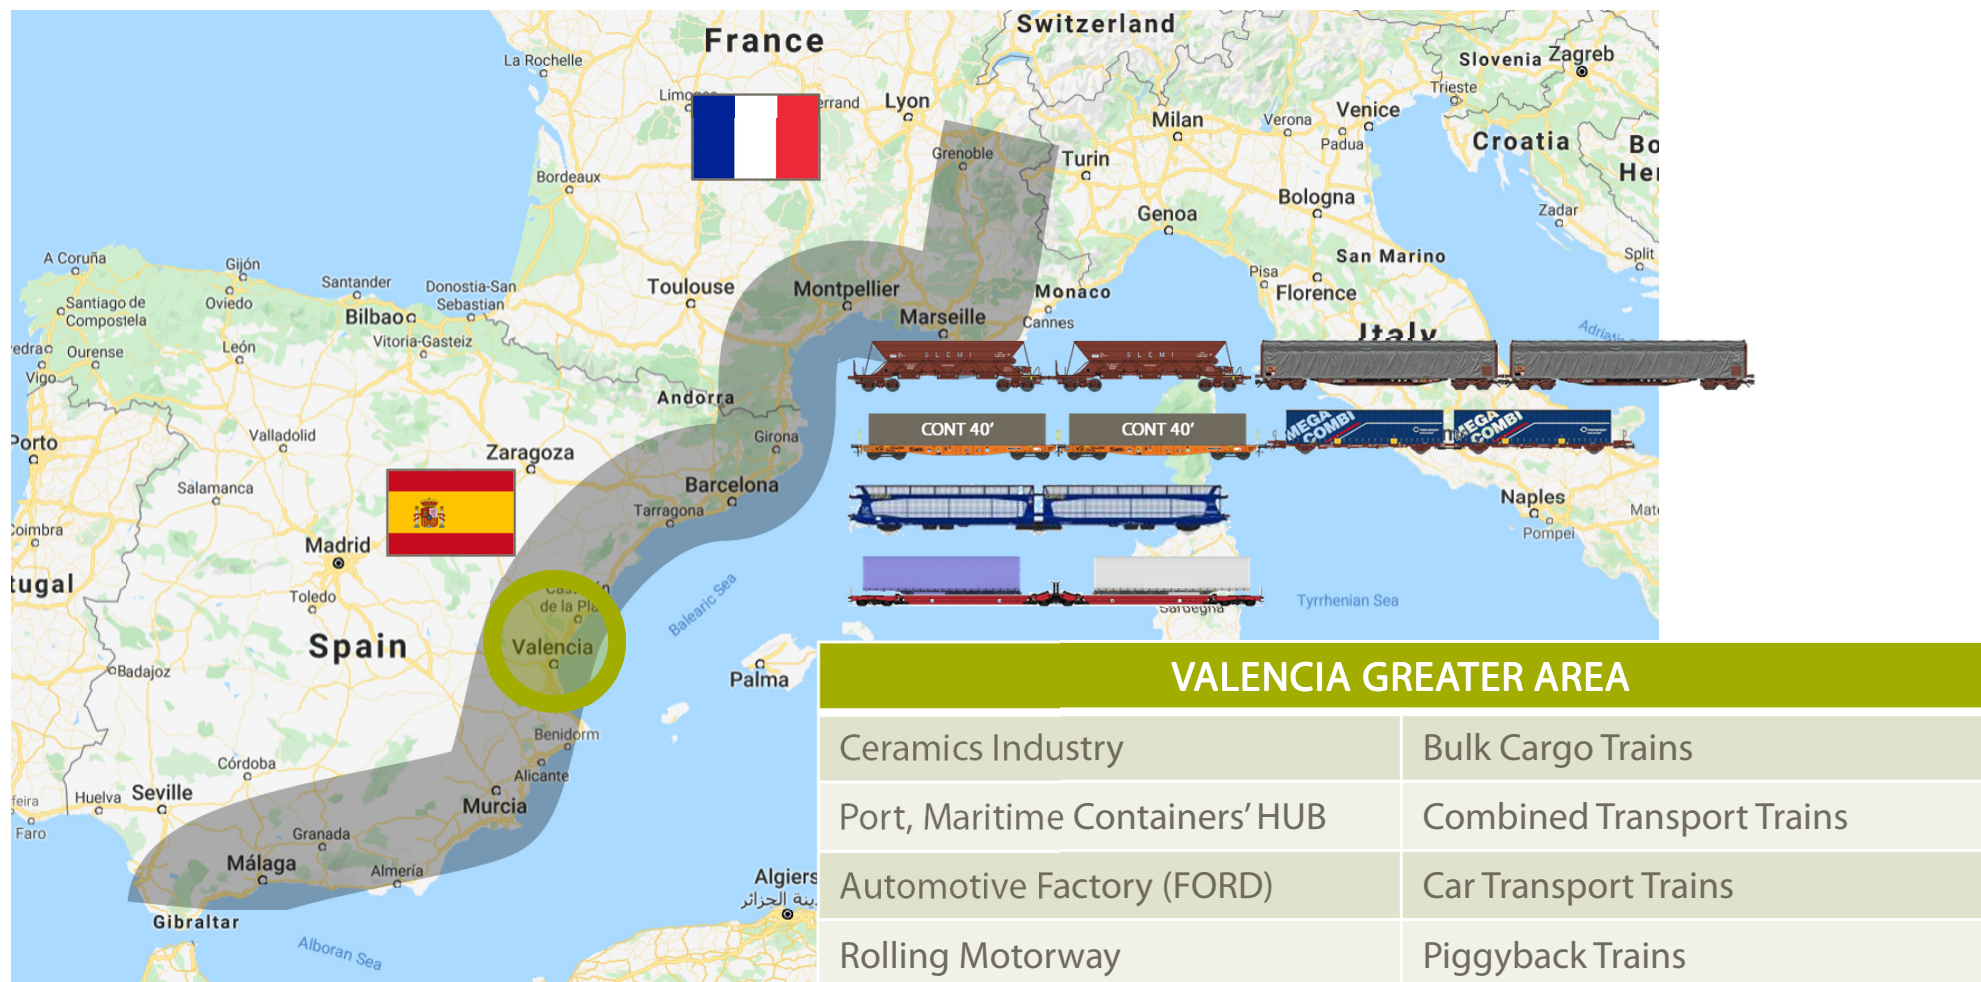 Switzerland
France
La Rochelle
Slovenia
Zagreb
Trieste
Lyon
Milan
Verona
Venice
Padua
Croatia
Grenoble
Turin
Bordeaux
Bologna
Genoa
Zadar
A Coruña
Gijón
Santander
Donostia-San
Sebastian
Oviedo
Santiago de
Compostela
Bilbao
Toulouse
Montpellier
Marseille
Monaco
Cannes
San Marino
Pisa
Florence
Split
Italy
Ourense
León
Vitoria-Gasteiz
Vigo
Andorra
Girona
Porto
Valladolid
Zaragoza
CONT 40’
CONT 40’
MEGA
COMBI
MEGA
COMBI
Salamanca
Barcelona
Tarragona
Naples
Pompei
Coimbra
Madrid
tugal
Toledo
de la Pla
Valencia
Balearic Sea
Sardegna
Tyrrhenian Sea
Spain
Badajoz
Palma
Benidorm
Alicante
Murcia
Córdoba
Huelva
Seville
Faro
Granada
Málaga
Almería
Gibraltar
Alboran Sea
Algiers
VALENCIA GREATER AREA
Ceramics Industry
Bulk Cargo Trains
Port, Maritime Containers’ HUB
Combined Transport Trains
Automotive Factory (FORD)
Car Transport Trains
Rolling Motorway
Piggyback Trains